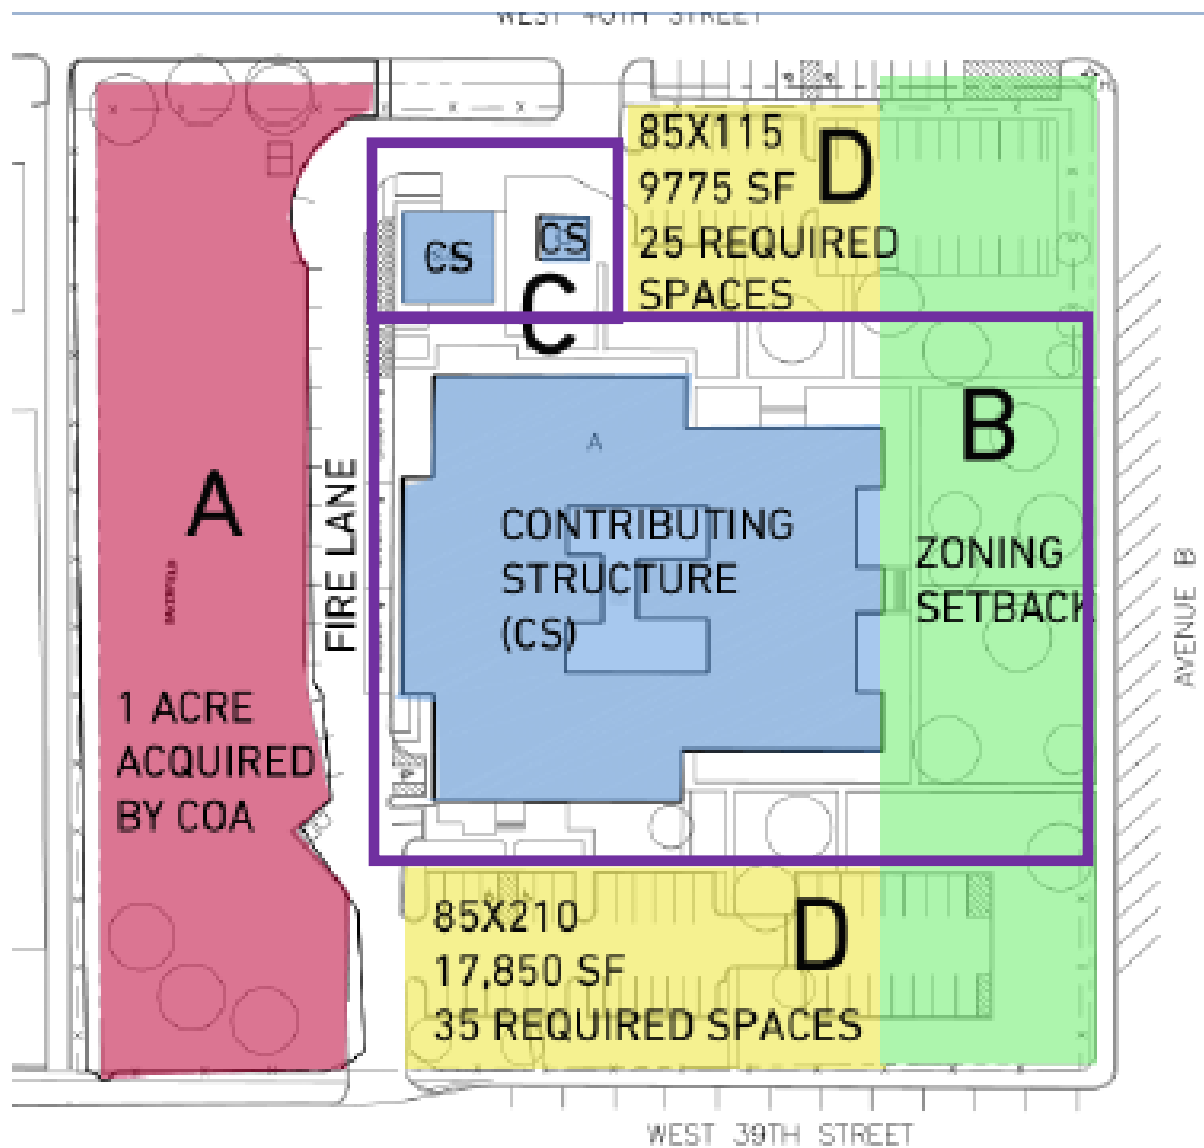 WEST 40TH STREET
85X115
9775 SF
25 REQUIRED
SPACES
D
CS
CS
C
B
A
A
FIRE LANE
CONTRIBUTING
STRUCTURE
(CS)
ZONING
SETBACK
AVENUE B
1 ACRE
ACQUIRED
BY COA
85X210
17,850 SF
35 REQUIRED SPACES
D
WEST 39TH STREET